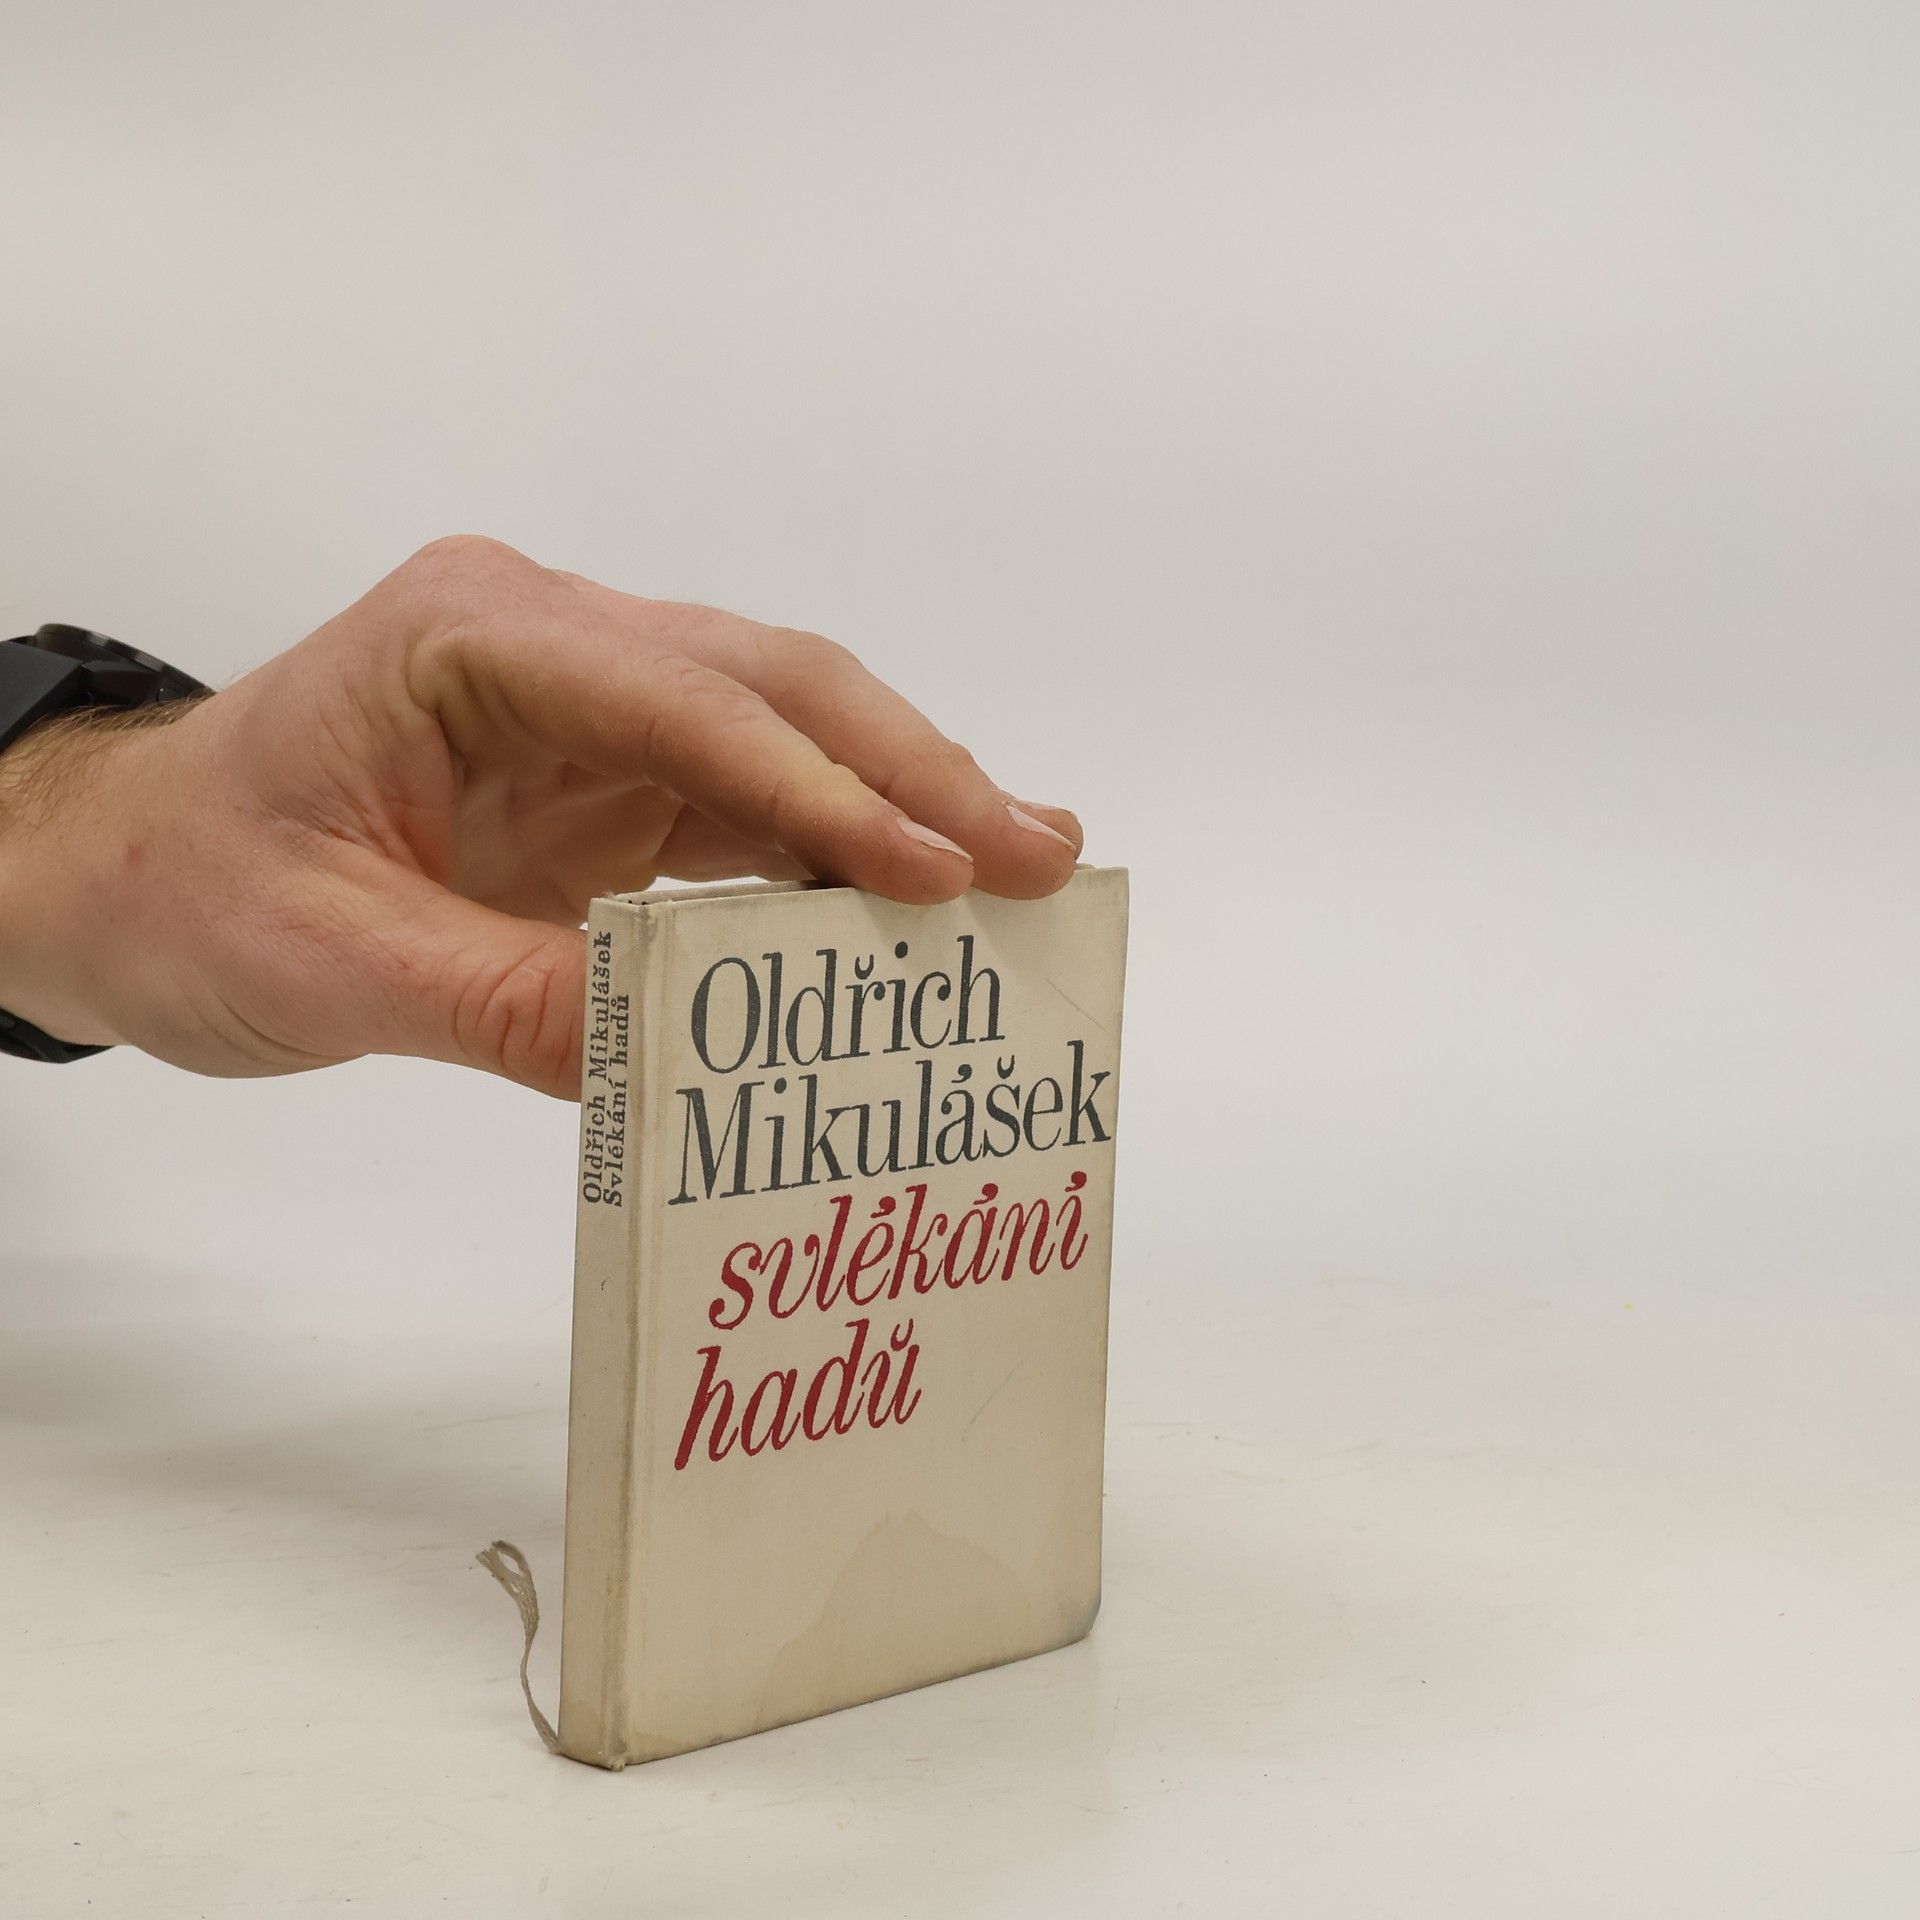 Oldřich Mikulášek
Svlékání hadů
Oldřich
Mikulášek
svlékání
hadů